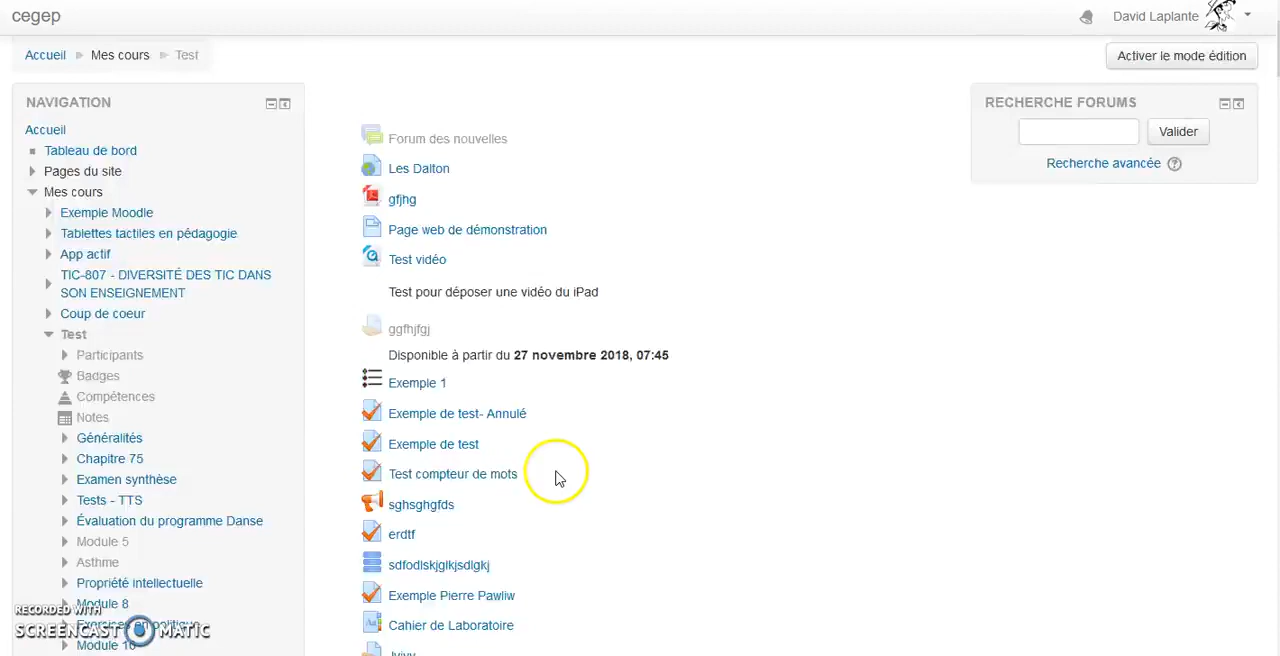 cegep
David Laplante
Accueil Mes cours Test
Activer le mode édition
NAVIGATION
Accueil
Tableau de bord
Pages du site
Mes cours
Exemple Moodle
Tablettes tactiles en pédagogie
App actif
TIC-807 - DIVERSITÉ DES TIC DANS
SON ENSEIGNEMENT
Coup de coeur
Test
Participants
Badges
Compétences
Notes
Généralités
Chapitre 75
Examen synthèse
Tests - TTS
Évaluation du programme Danse
Module 5
Asthme
Propriété intellectuelle
Module 8
Module 10
RECORDED WITH
SCREENCAST MATIC
Forum des nouvelles
Les Dalton
gfjhg
Page web de démonstration
Test vidéo
Test pour déposer une vidéo du iPad
ggfhjfgj
Disponible à partir du 27 novembre 2018, 07:45
Exemple 1
Exemple de test- Annulé
Exemple de test
Test compteur de mots
sghsghgfds
erdtf
sdfodlskjglkjsdlgkj
Exemple Pierre Pawliw
Cahier de Laboratoire
RECHERCHE FORUMS
Valider
Recherche avancée